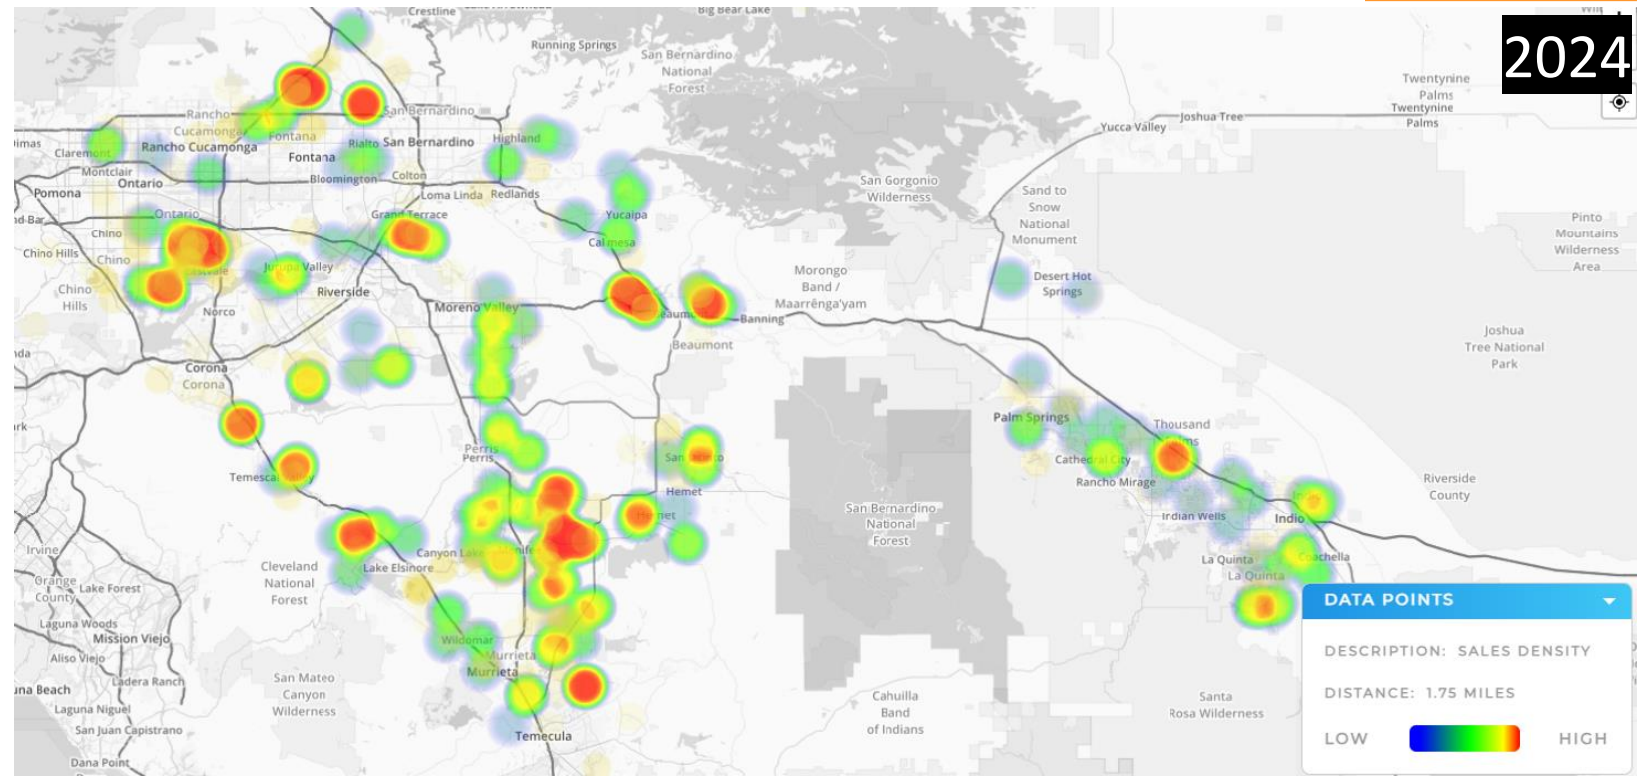 2024
Crestline
Big Bear Lake
Running Springs
San Bernardino
National
Forest
Twentynine
Palms
Twentynine
Palms
Joshua Tree
Yucca Valley
Rancho
Cucamonga
Fontana
San Bernardino
Claremont
Rancho Cucamonga
Fontana
Rialto
San Bernardino
Highland
Montclair
Ontario
Bloomington
Colton
Pomona
Loma Linda
Redlands
San Gorgonio
Wilderness
Sand to
Snow
National
Monument
Ontario
Grand Terrace
Yucaipa
Chino
Calimesa
Chino Hills
Chino
Pinto
Mountains
Wilderness
Area
Jurupa Valley
Riverside
Morongo
Band /
Maarrênga'yam
Desert Hot
Springs
Chino
Hills
Norco
Moreno Valley
Banning
Beaumont
Joshua
Tree National
Park
Corona
Corona
Palm Springs
Thousand
Palms
Perris
Perris
San Jacinto
Cathedral City
Rancho Mirage
Temescal Valley
Hemet
Hemet
San Bernardino
National
Forest
Indian Wells
Indio
Riverside
County
Irvine
Canyon Lake
Lake Elsinore
La Quinta
La Quinta
Coachella
Cleveland
National
Forest
Orange
County
Lake Forest
Laguna Woods
Mission Viejo
Wildomar
Murrieta
Murrieta
Aliso Viejo
Ladera Ranch
una Beach
Laguna Niguel
San Juan Capistrano
Dana Point
San Mateo
Canyon
Wilderness
Temecula
Cahuilla
Band
of Indians
Santa
Rosa Wilderness
DATA POINTS
DESCRIPTION: SALES DENSITY
DISTANCE: 1.75 MILES
LOW HIGH